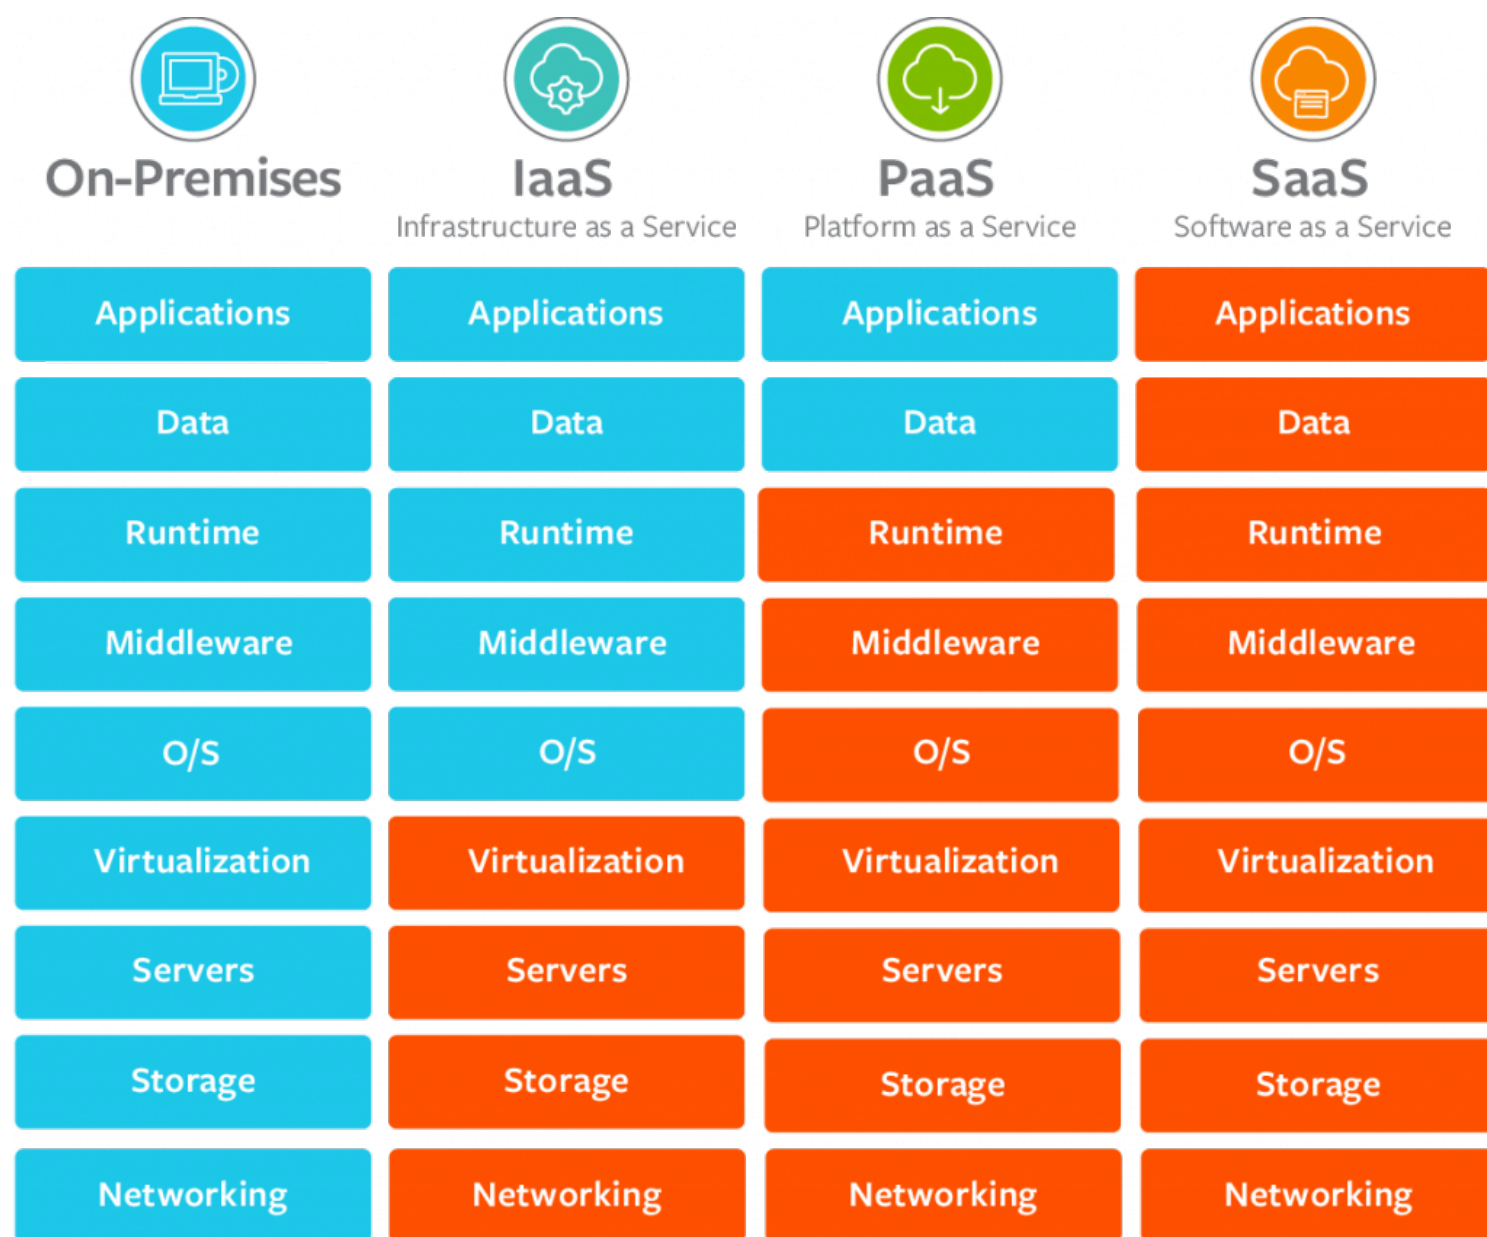 On-Premises
IaaS
PaaS
SaaS
Infrastructure as a Service
Platform as a Service
Software as a Service
Applications
Applications
Applications
Applications
Data
Data
Data
Data
Runtime
Runtime
Runtime
Runtime
Middleware
Middleware
Middleware
Middleware
O/S
O/S
O/S
O/S
Virtualization
Virtualization
Virtualization
Virtualization
Servers
Servers
Servers
Servers
Storage
Storage
Storage
Storage
Networking
Networking
Networking
Networking